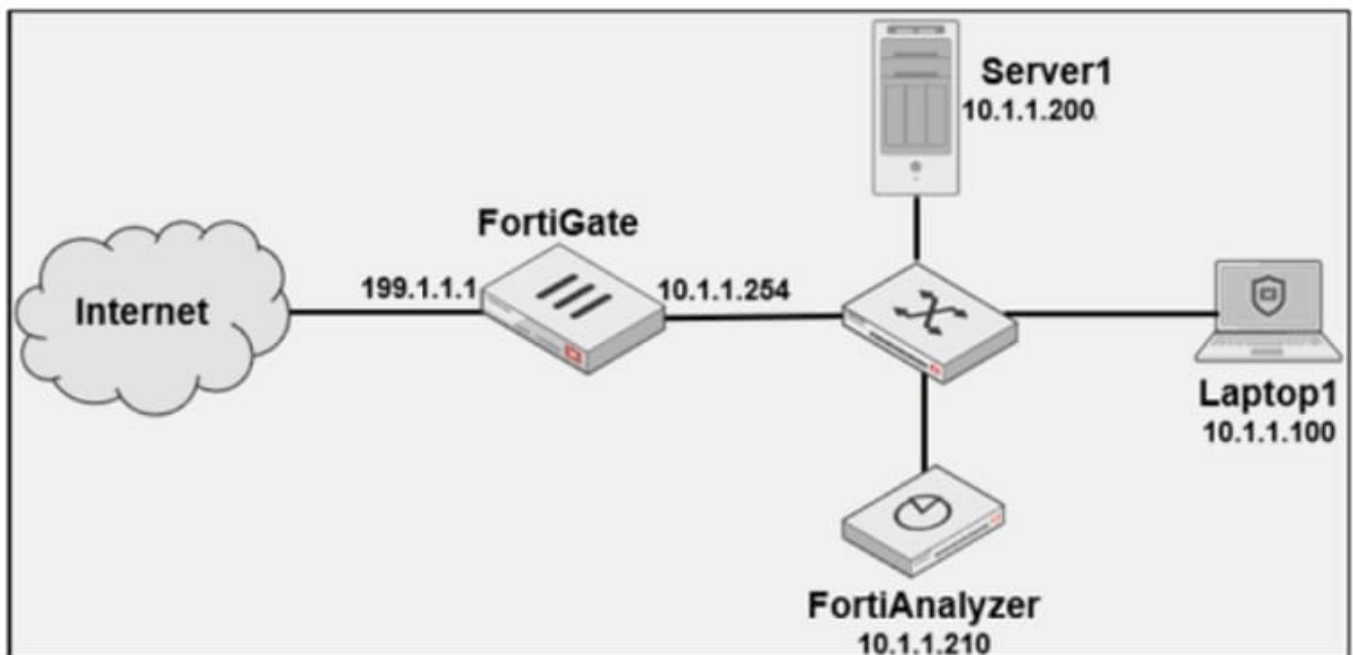 Server1
10.1.1.200
FortiGate
199.1.1.1
10.1.1.254
Internet
Laptop1
10.1.1.100
FortiAnalyzer
10.1.1.210